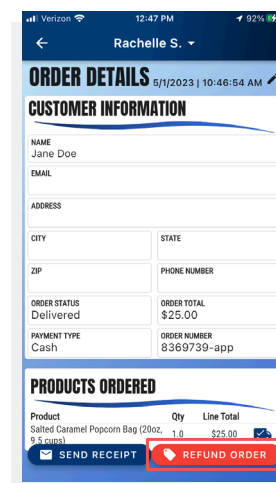 Verizon 12:47 PM 92%
Rachelle S.
ORDER DETAILS 5/1/2023 | 10:46:54 AM
CUSTOMER INFORMATION
NAME
Jane Doe
EMAIL
ADDRESS
CITY STATE
ZIP PHONE NUMBER
ORDER STATUS ORDER TOTAL
Delivered $25.00
PAYMENT TYPE ORDER NUMBER
Cash 8369739-app
PRODUCTS ORDERED
Product Qty Line Total
Salted Caramel Popcorn Bag (20oz, 1.0 $25.00
9.5 cups)
SEND RECEIPT REFUND ORDER